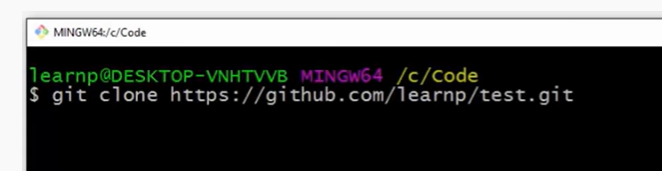 MINGW64:/c/Code
learnp@DESKTOP-VNHTVVB MINGW64 /c/Code
$ git clone https://github.com/learnp/test.git